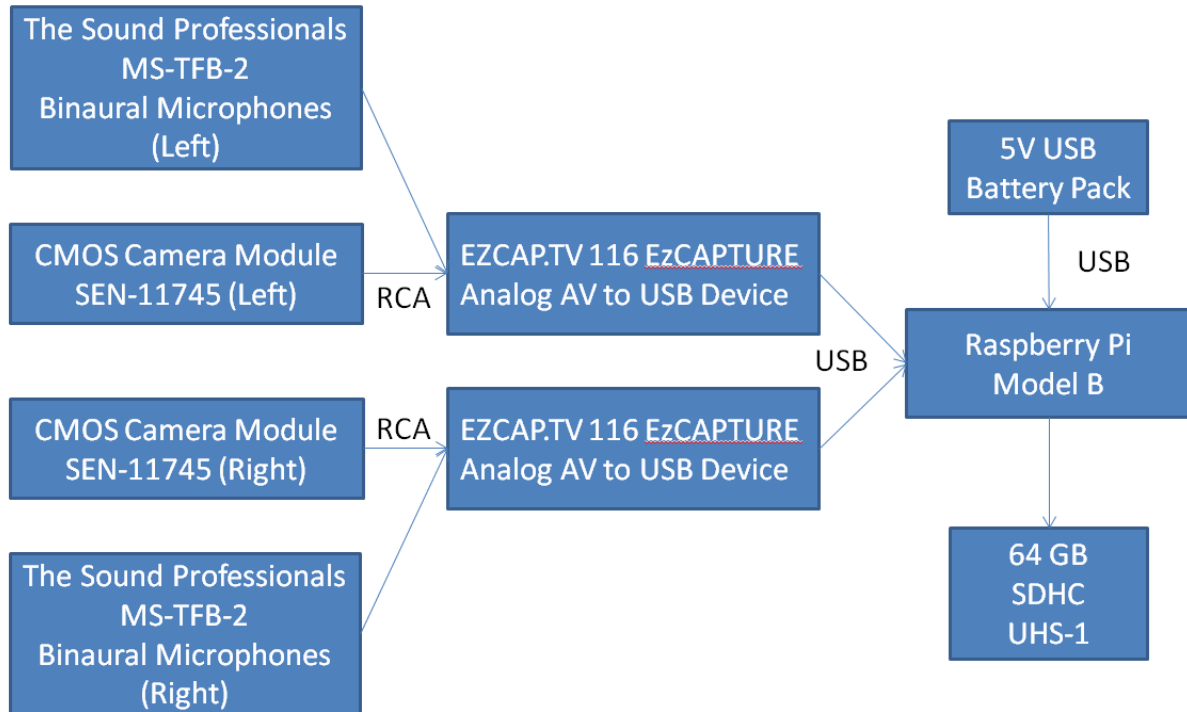 The Sound Professionals
MS-TFB-2
Binaural Microphones
(Left)
CMOS Camera Module
SEN-11745 (Left)
RCA
EZCAP.TV 116 EzCAPTURE
Analog AV to USB Device
CMOS Camera Module
SEN-11745 (Right)
RCA
EZCAP.TV 116 EzCAPTURE
Analog AV to USB Device
The Sound Professionals
MS-TFB-2
Binaural Microphones
(Right)
USB
5V USB
Battery Pack
USB
Raspberry Pi
Model B
64 GB
SDHC
UHS-1